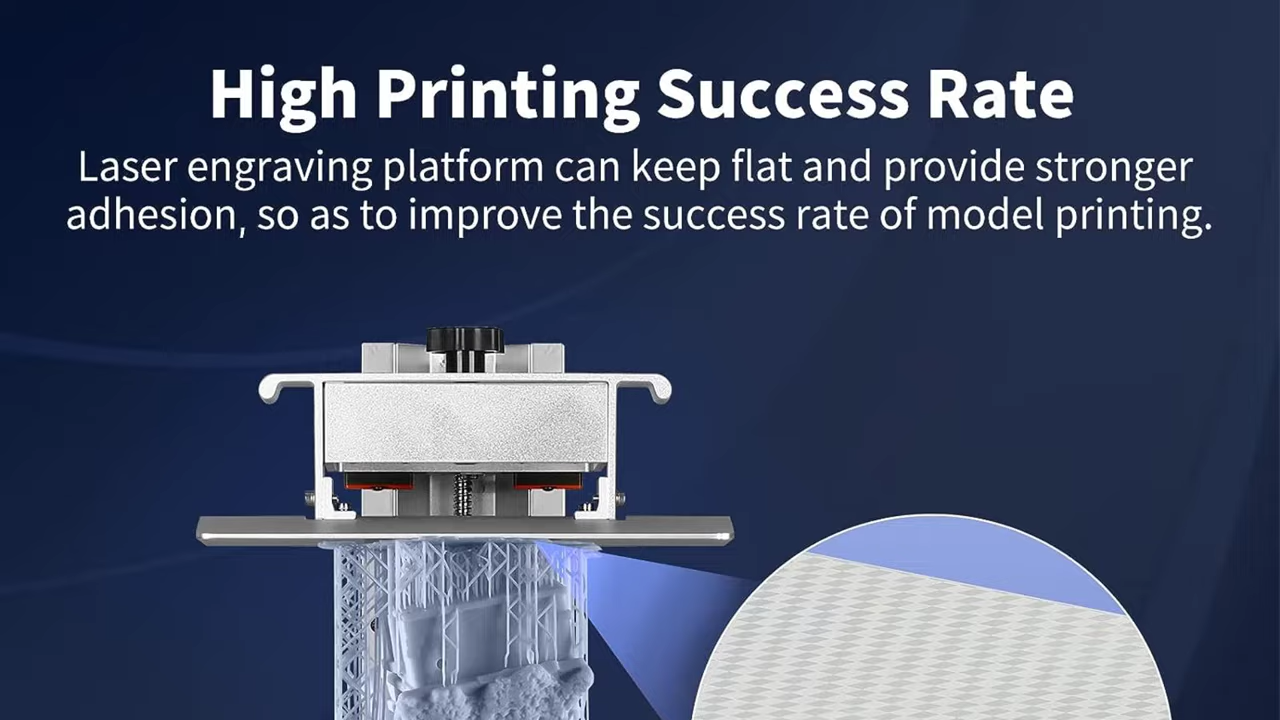 High Printing Success Rate
Laser engraving platform can keep flat and provide stronger
adhesion, so as to improve the success rate of model printing.